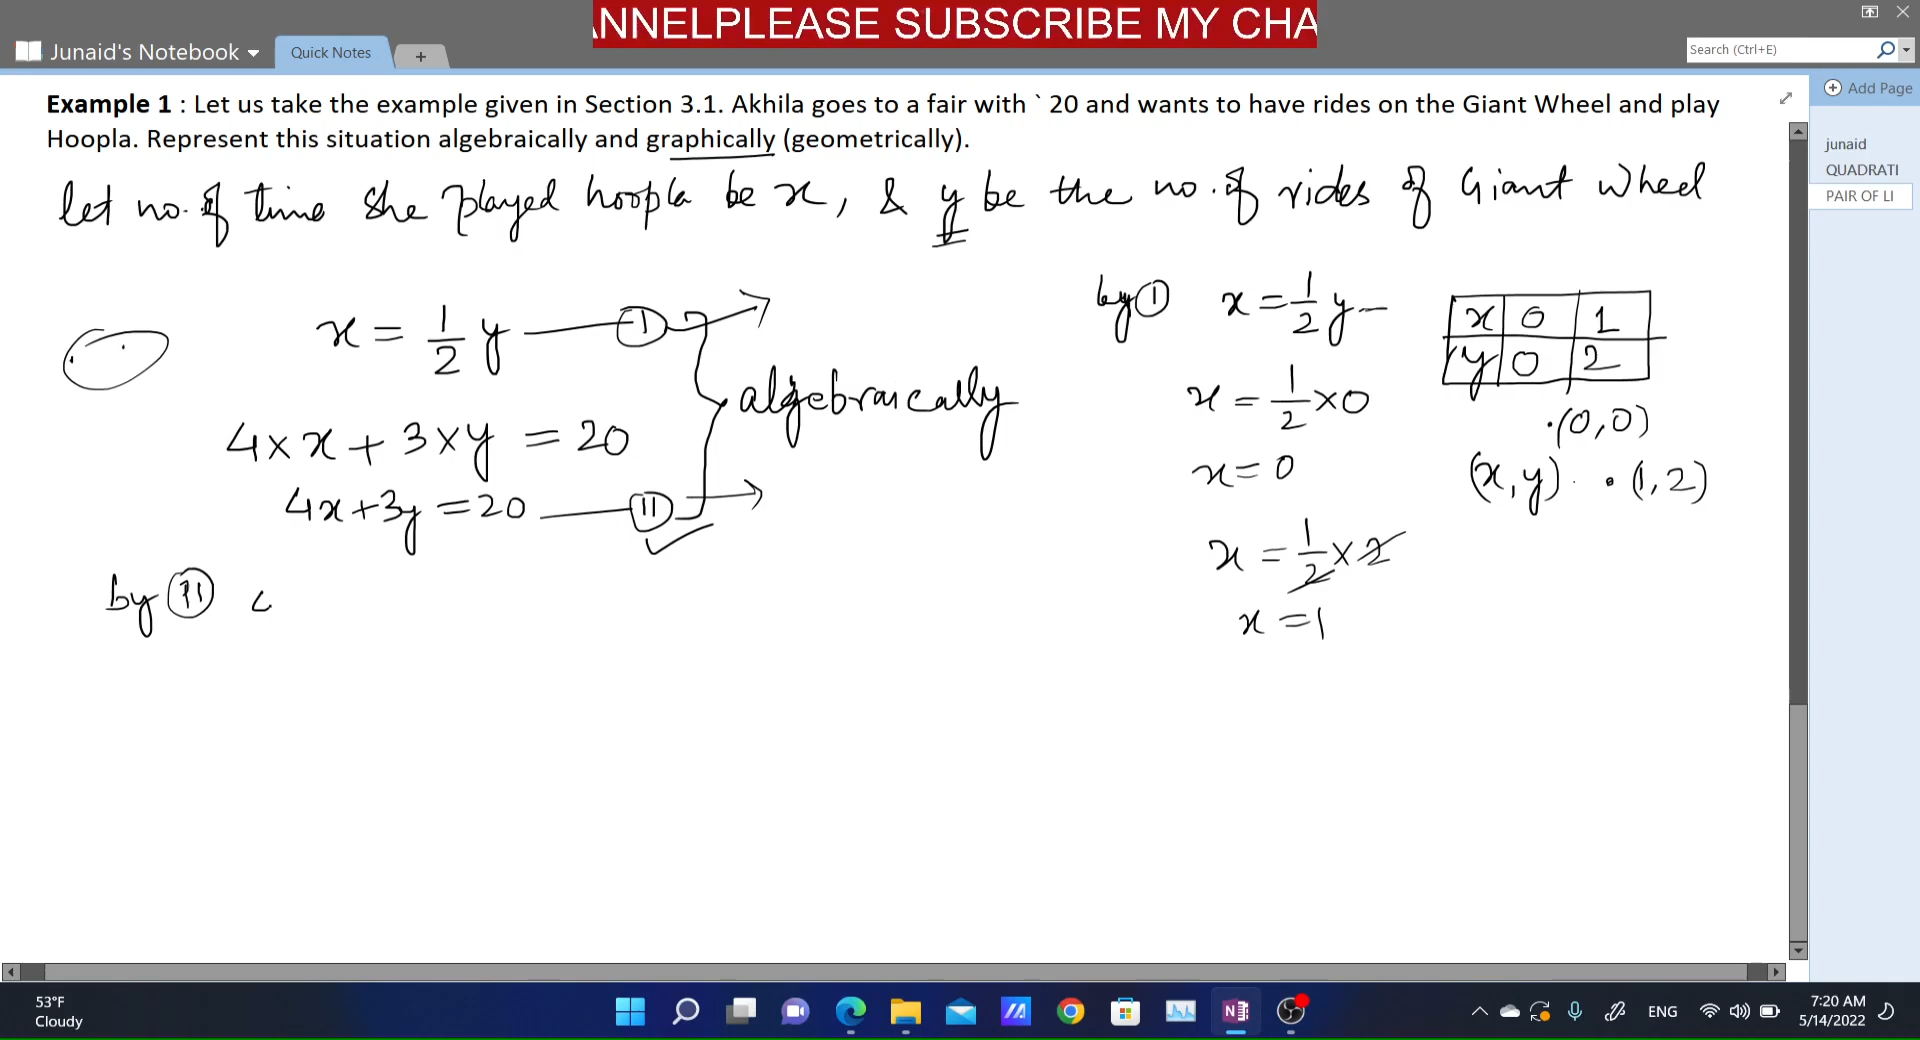 ANNELPLEASE SUBSCRIBE MY CHA
Junaid's Notebook
Quick Notes
+
Search (Ctrl+E)
Add Page
junaid
QUADRATI
PAIR OF LI
Example 1 : Let us take the example given in Section 3.1. Akhila goes to a fair with ` 20 and wants to have rides on the Giant Wheel and play
Hoopla. Represent this situation algebraically and graphically (geometrically).
let no. of time she played hoopla be x, & y be the no. of rides of Giant Wheel
x = 1/2 y — I
4 × x + 3 × y = 20
4x + 3y = 20 — II
algebraically
by II
by I x = 1/2 y
x = 1/2 × 0
x = 0
x = 1/2 × 2
x = 1
x 0 1
y 0 2
(0,0)
(x,y) (1,2)
53°F
Cloudy
ENG
7:20 AM
5/14/2022